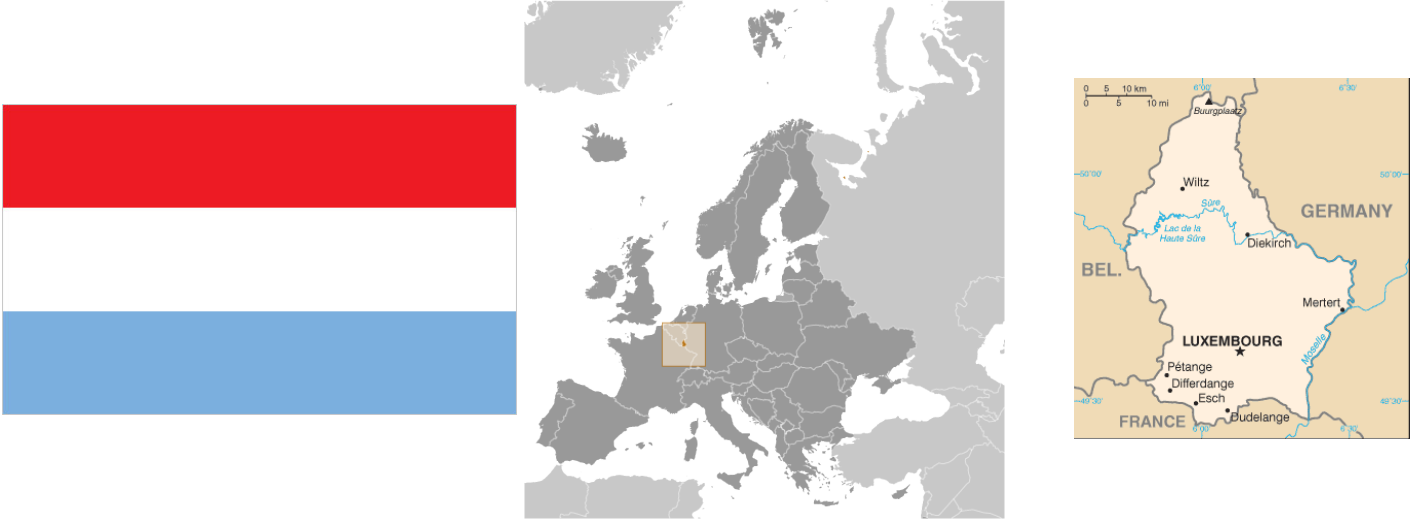 0 5 10 km
0 5 10 mi
6°00'
6°30'
Buurgplaatz
50°00'
50°00'
Wiltz
Sûre
GERMANY
Lac de la
Haute Sûre
Diekirch
BEL.
Mertert
LUXEMBOURG
Moselle
Pétange
Differdange
Esch
49°30'
49°30'
Dudelange
FRANCE
6°00'
6°30'